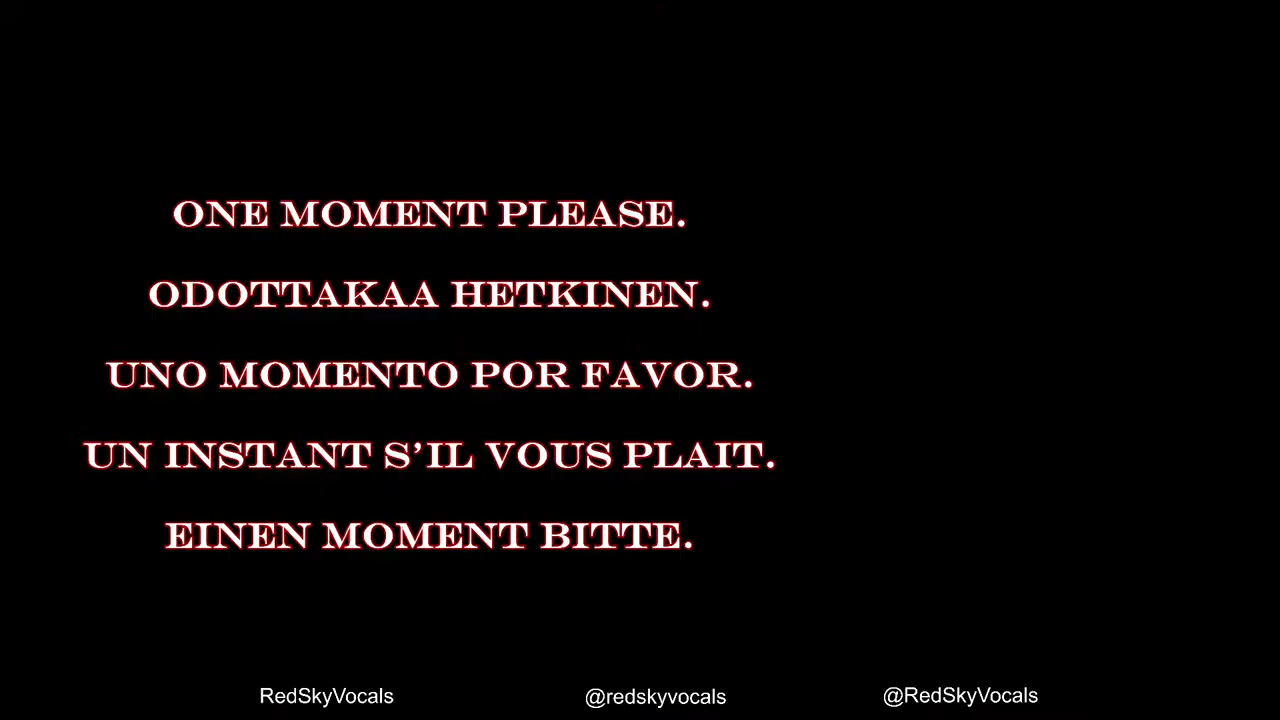 ONE MOMENT PLEASE.
ODOTTAKAA HETKINEN.
UNO MOMENTO POR FAVOR.
UN INSTANT S'IL VOUS PLAIT.
EINEN MOMENT BITTE.
RedSkyVocals @redskyvocals @RedSkyVocals